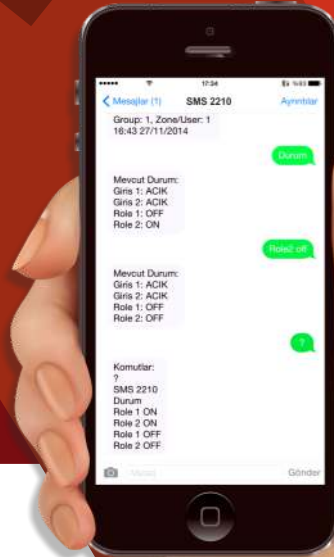 17:34
Mesajlar (1)
SMS 2210
Ayrıntılar
Group: 1, Zone/User: 1
16:43 27/11/2014
Durum
Mevcut Durum:
Giris 1: ACIK
Giris 2: ACIK
Role 1: OFF
Role 2: ON
Role2 off
Mevcut Durum:
Giris 1: ACIK
Giris 2: ACIK
Role 1: OFF
Role 2: OFF
?
Komutlar:
?
SMS 2210
Durum
Role 1 ON
Role 2 ON
Role 1 OFF
Role 2 OFF
Gönder